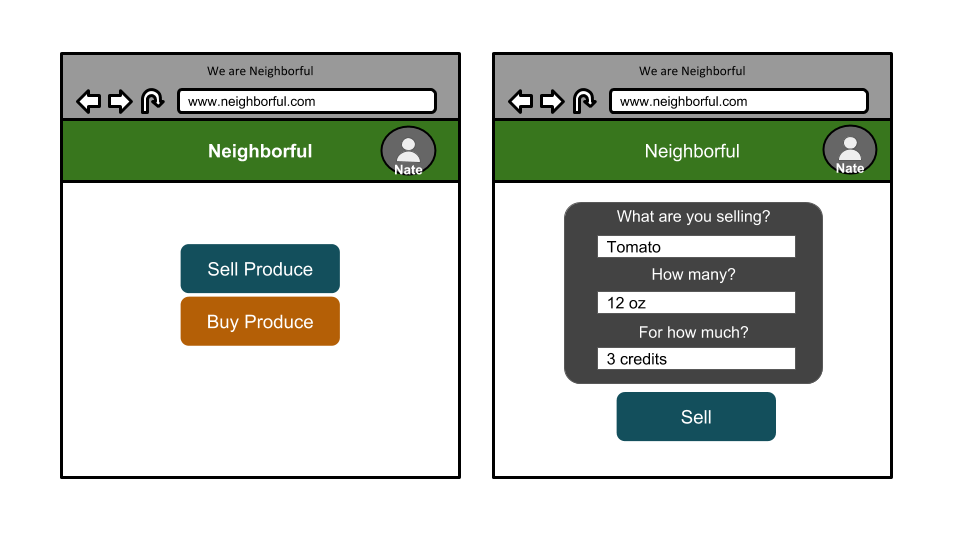 We are Neighborful
www.neighborful.com
Neighborful
Nate
Sell Produce
Buy Produce
We are Neighborful
www.neighborful.com
Neighborful
Nate
What are you selling?
Tomato
How many?
12 oz
For how much?
3 credits
Sell